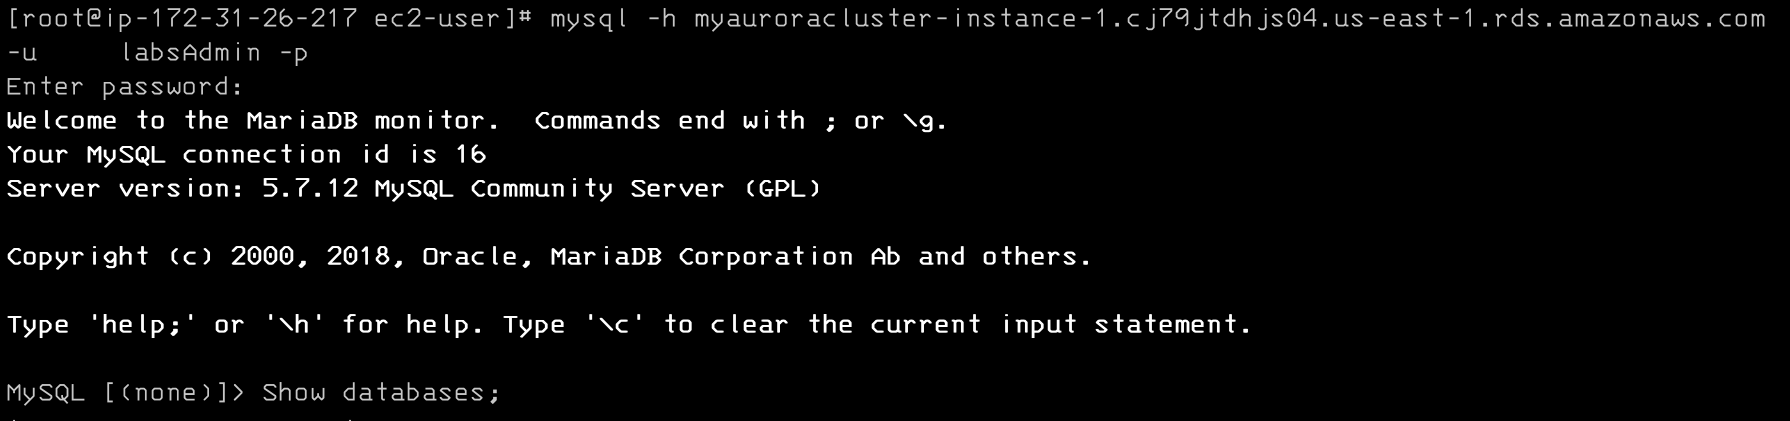 [root@ip-172-31-26-217 ec2-user]# mysql -h myauroracluster-instance-1.cj79jtdhjs04.us-east-1.rds.amazonaws.com
-u     labsAdmin -p
Enter password:
Welcome to the MariaDB monitor.  Commands end with ; or \g.
Your MySQL connection id is 16
Server version: 5.7.12 MySQL Community Server (GPL)

Copyright (c) 2000, 2018, Oracle, MariaDB Corporation Ab and others.

Type 'help;' or '\h' for help. Type '\c' to clear the current input statement.

MySQL [(none)]> Show databases;